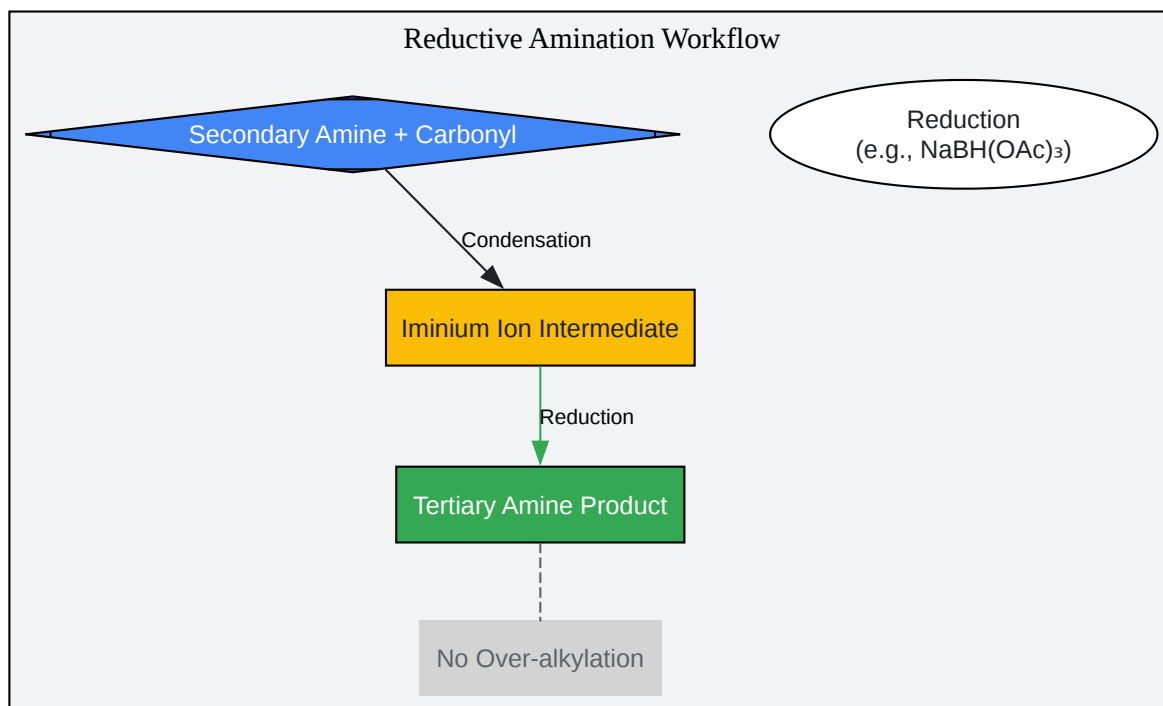 Reductive Amination Workflow
Secondary Amine + Carbonyl
Reduction
(e.g., NaBH(OAc)₃)
Condensation
Iminium Ion Intermediate
Reduction
Tertiary Amine Product
No Over-alkylation